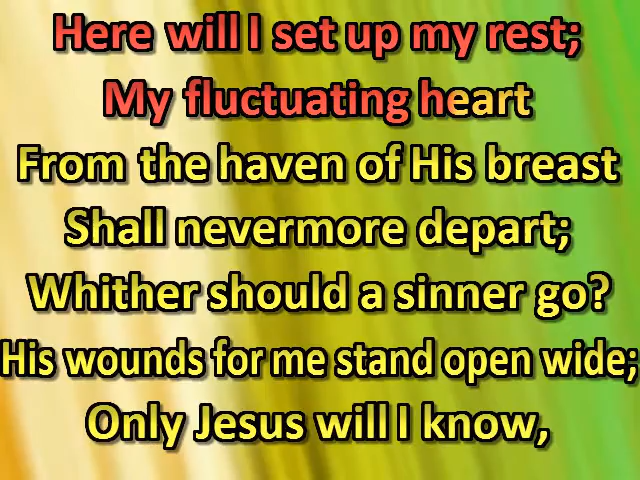 Here will I set up my rest;
My fluctuating heart
From the haven of His breast
Shall nevermore depart;
Whither should a sinner go?
His wounds for me stand open wide;
Only Jesus will I know,